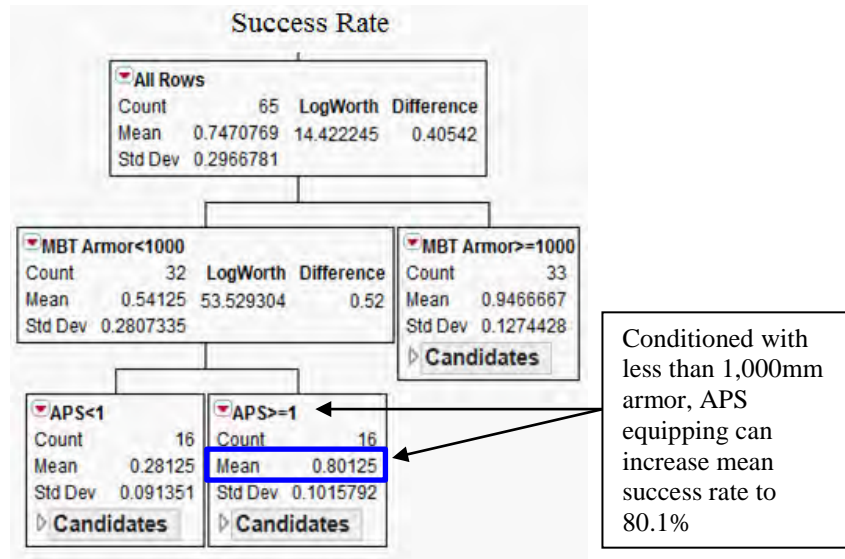 Success Rate
All Rows
Count 65 LogWorth Difference
Mean 0.7470769 14.422245 0.40542
Std Dev 0.2966781
MBT Armor<1000
Count 32 LogWorth Difference
Mean 0.54125 53.529304 0.52
Std Dev 0.2807335
MBT Armor>=1000
Count 33
Mean 0.9466667
Std Dev 0.1274428
Candidates
APS<1
Count 16
Mean 0.28125
Std Dev 0.091351
Candidates
APS>=1
Count 16
Mean 0.80125
Std Dev 0.1015792
Candidates
Conditioned with
less than 1,000mm
armor, APS
equipping can
increase mean
success rate to
80.1%